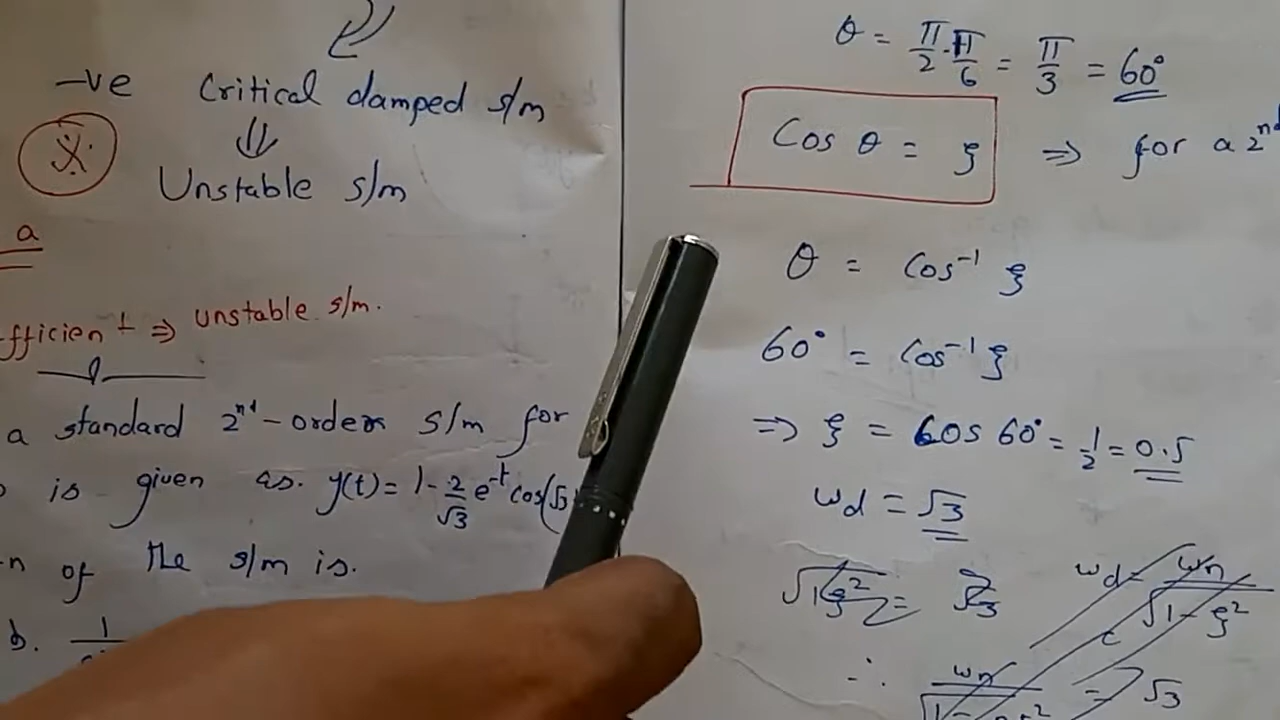 -ve Critical damped s/m
⇓
Unstable s/m
a
fficient ⇒ unstable s/m.
a standard 2nd-order s/m for
is given as. y(t)= 1-2/√3 e^-t cos(√3
n of the s/m is.
b. 1
θ = π/2 - π/6 = π/3 = 60°
Cos θ = ξ ⇒ for a 2nd
θ = Cos⁻¹ ξ
60° = Cos⁻¹ ξ
⇒ ξ = Cos 60° = 1/2 = 0.5
ωd = √3
ωd = ωn/√1-ξ²
∴ ωn/√1- = √3